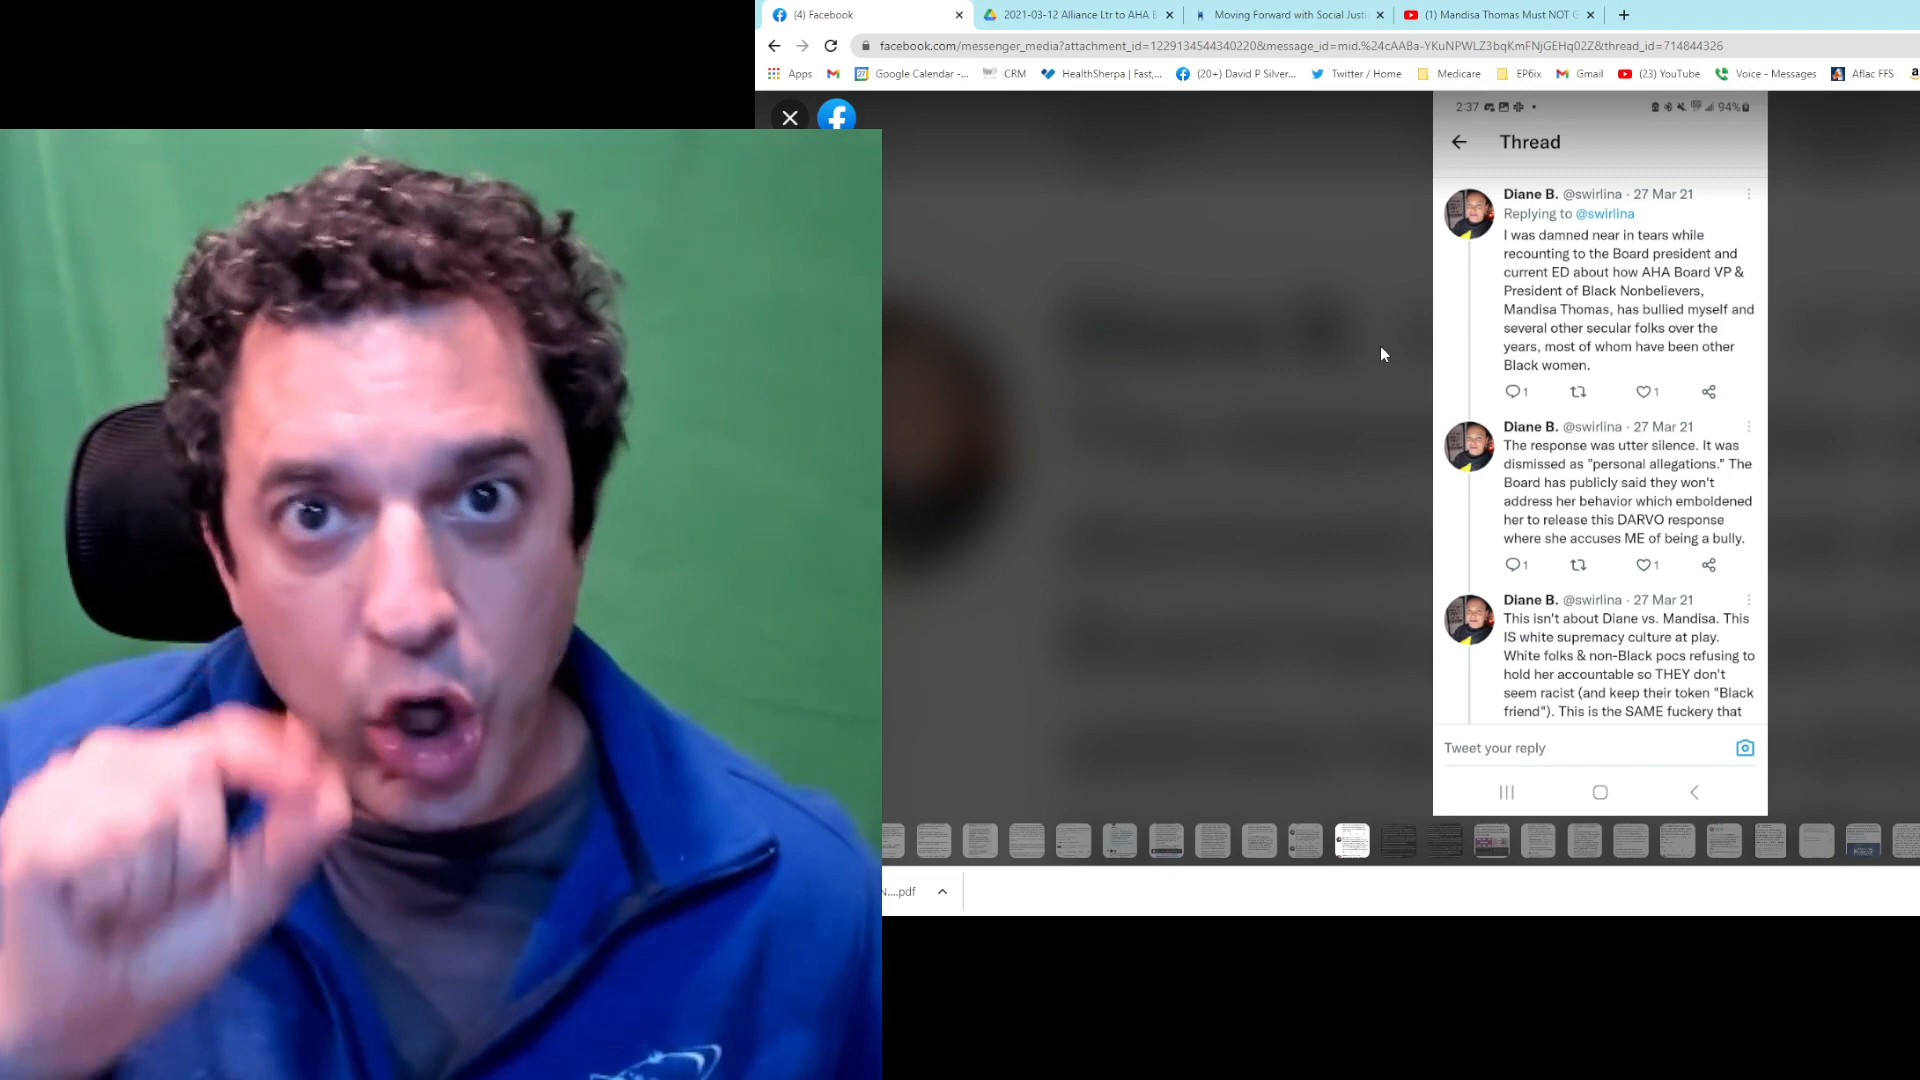 (4) Facebook
2021-03-12 Alliance Ltr to AHA B
Moving Forward with Social Justi
(1) Mandisa Thomas Must NOT G
facebook.com/messenger_media?attachment_id=1229134544340220&message_id=mid.%24cAABa-YKuNPWLZ3bqKmFNjGEHq02Z&thread_id=714844326
Apps
Google Calendar -...
CRM
HealthSherpa | Fast,...
(20+) David P Silver...
Twitter / Home
Medicare
EP6ix
Gmail
(23) YouTube
Voice - Messages
Aflac FFS
2:37
94%
Thread
Diane B. @swirlina · 27 Mar 21
Replying to @swirlina
I was damned near in tears while
recounting to the Board president and
current ED about how AHA Board VP &
President of Black Nonbelievers,
Mandisa Thomas, has bullied myself and
several other secular folks over the
years, most of whom have been other
Black women.
1
1
Diane B. @swirlina · 27 Mar 21
The response was utter silence. It was
dismissed as "personal allegations." The
Board has publicly said they won't
address her behavior which emboldened
her to release this DARVO response
where she accuses ME of being a bully.
1
1
Diane B. @swirlina · 27 Mar 21
This isn't about Diane vs. Mandisa. This
IS white supremacy culture at play.
White folks & non-Black pocs refusing to
hold her accountable so THEY don't
seem racist (and keep their token "Black
friend"). This is the SAME fuckery that
Tweet your reply
N....pdf